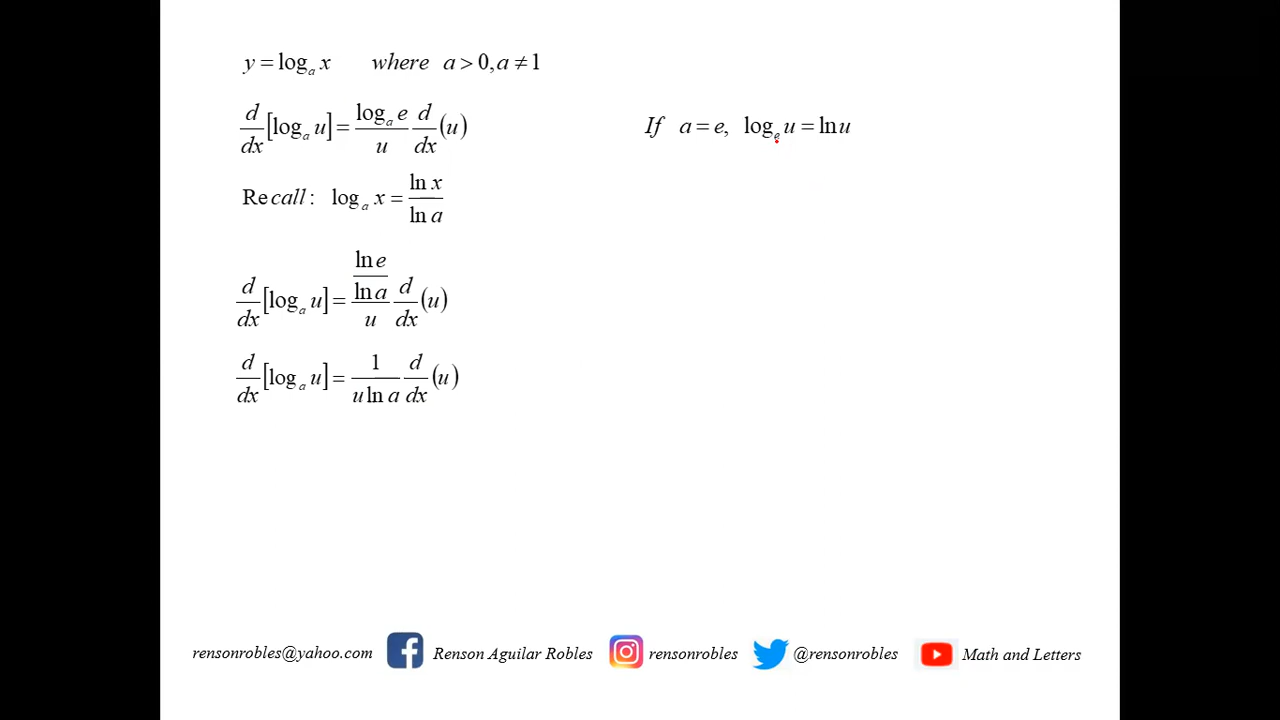 y = log_a x   where a > 0, a ≠ 1
d/dx [log_a u] = (log_a e)/u d/dx (u)
Recall: log_a x = (ln x)/(ln a)
d/dx [log_a u] = ((ln e)/(ln a))/u d/dx (u)
d/dx [log_a u] = 1/(u ln a) d/dx (u)
If a = e, log_e u = ln u
rensonrobles@yahoo.com Renson Aguilar Robles rensonrobles @rensonrobles Math and Letters